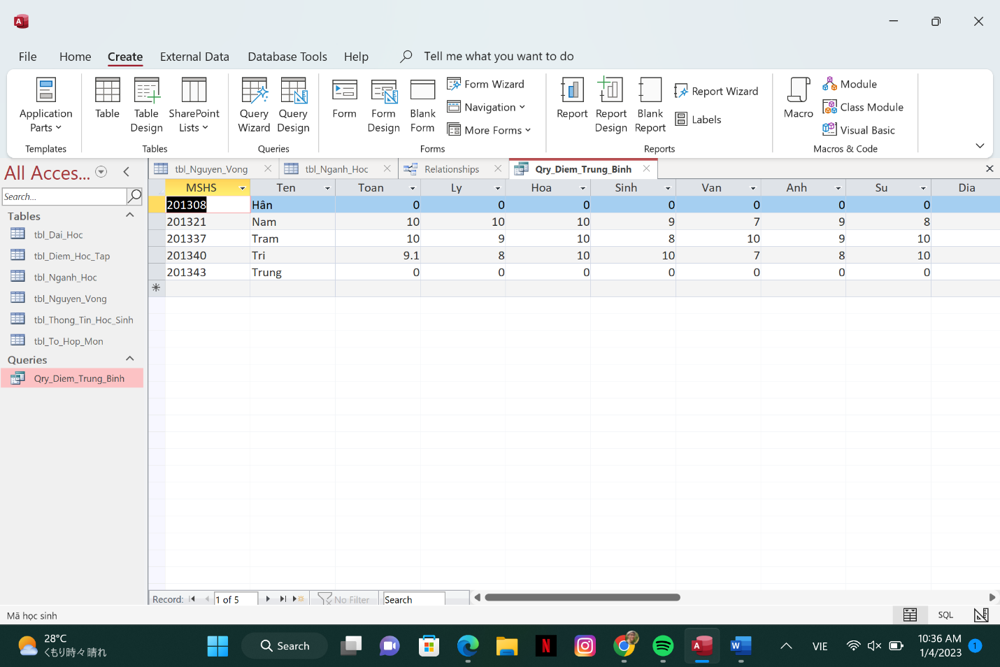 File Home Create External Data Database Tools Help Tell me what you want to do
Application Parts
Table
Table Design
SharePoint Lists
Query Wizard
Query Design
Form
Form Design
Blank Form
Form Wizard
Navigation
More Forms
Report
Report Design
Blank Report
Report Wizard
Labels
Macro
Module
Class Module
Visual Basic
Templates Tables Queries Forms Reports Macros & Code
All Acces...
Search...
Tables
tbl_Dai_Hoc
tbl_Diem_Hoc_Tap
tbl_Nganh_Hoc
tbl_Nguyen_Vong
tbl_Thong_Tin_Hoc_Sinh
tbl_To_Hop_Mon
Queries
Qry_Diem_Trung_Binh
tbl_Nguyen_Vong tbl_Nganh_Hoc Relationships Qry_Diem_Trung_Binh
MSHS Ten Toan Ly Hoa Sinh Van Anh Su Dia
201308 Hân 0 0 0 0 0 0 0
201321 Nam 10 10 10 9 7 9 8
201337 Tram 10 9 10 8 10 9 10
201340 Tri 9.1 8 10 10 7 8 10
201343 Trung 0 0 0 0 0 0 0
Record: 1 of 5 No Filter Search
Mã học sinh
SQL
28°C
くもり時々晴れ
Search
VIE
10:36 AM
1/4/2023
1